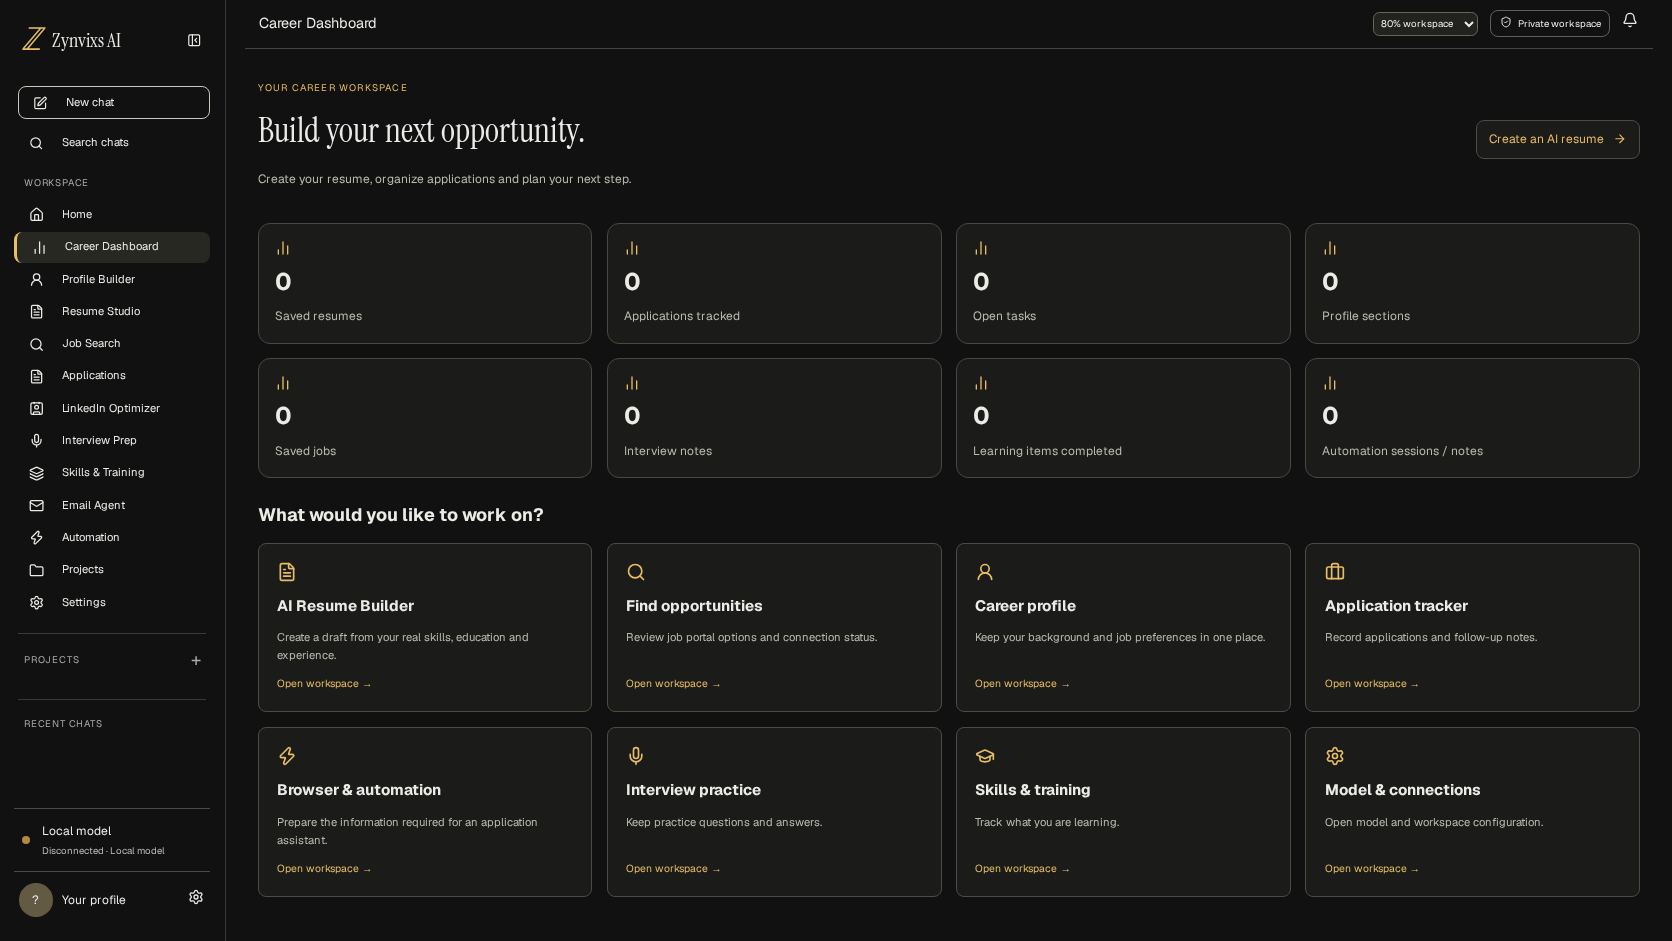 Zynvixs AI
New chat
Search chats
WORKSPACE
Home
Career Dashboard
Profile Builder
Resume Studio
Job Search
Applications
LinkedIn Optimizer
Interview Prep
Skills & Training
Email Agent
Automation
Projects
Settings
PROJECTS
RECENT CHATS
Local model
Disconnected · Local model
?
Your profile
Career Dashboard
80% workspace
Private workspace
YOUR CAREER WORKSPACE
Build your next opportunity.
Create your resume, organize applications and plan your next step.
Create an AI resume →
0
Saved resumes
0
Applications tracked
0
Open tasks
0
Profile sections
0
Saved jobs
0
Interview notes
0
Learning items completed
0
Automation sessions / notes
What would you like to work on?
AI Resume Builder
Create a draft from your real skills, education and
experience.
Open workspace →
Find opportunities
Review job portal options and connection status.
Open workspace →
Career profile
Keep your background and job preferences in one place.
Open workspace →
Application tracker
Record applications and follow-up notes.
Open workspace →
Browser & automation
Prepare the information required for an application
assistant.
Open workspace →
Interview practice
Keep practice questions and answers.
Open workspace →
Skills & training
Track what you are learning.
Open workspace →
Model & connections
Open model and workspace configuration.
Open workspace →